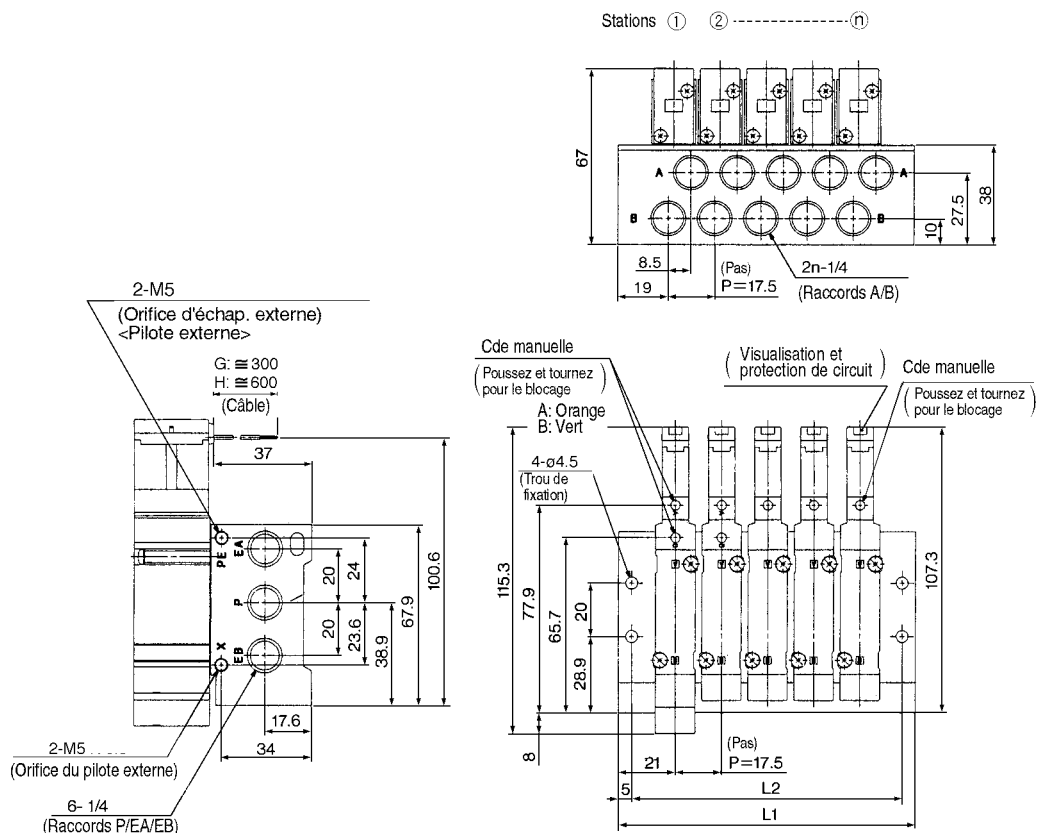 Stations ① ② ⓝ
67
A A
B B
10
27.5
38
8.5
19
(Pas)
P=17.5
2n-1/4
(Raccords A/B)
2-M5
(Orifice d'échap. externe)
<Pilote externe>
G: ≅300
H: ≅600
(Câble)
37
PE
EA
P
X
EB
20
24
20
23.6
38.9
67.9
100.6
17.6
34
2-M5
(Orifice du pilote externe)
6- 1/4
(Raccords P/EA/EB)
Cde manuelle
(Poussez et tournez
pour le blocage)
A: Orange
B: Vert
(Visualisation et
protection de circuit)
Cde manuelle
(Poussez et tournez
pour le blocage)
4-ø4.5
(Trou de
fixation)
115.3
77.9
65.7
20
28.9
107.3
8
21
(Pas)
P=17.5
5
L2
L1